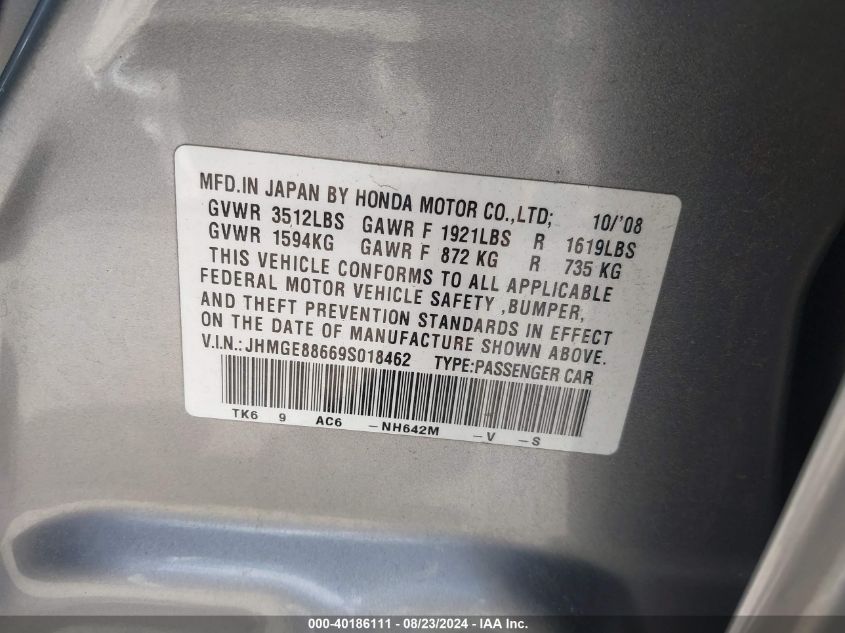 MFD.IN JAPAN BY HONDA MOTOR CO.,LTD; 10/'08
GVWR 3512LBS GAWR F 1921LBS R 1619LBS
GVWR 1594KG GAWR F 872 KG R 735 KG
THIS VEHICLE CONFORMS TO ALL APPLICABLE
FEDERAL MOTOR VEHICLE SAFETY ,BUMPER,
AND THEFT PREVENTION STANDARDS IN EFFECT
ON THE DATE OF MANUFACTURE SHOWN ABOVE.
V.I.N.: JHMGE88669S018462 TYPE:PASSENGER CAR
TK6 9 AC6 -NH642M -V -S
000-40186111 - 08/23/2024 - IAA Inc.